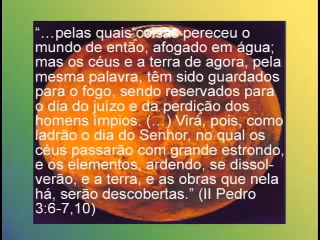 “…pelas quais coisas pereceu o
mundo de então, afogado em água;
mas os céus e a terra de agora, pela
mesma palavra, têm sido guardados
para o fogo, sendo reservados para
o dia do juízo e da perdição dos
homens ímpios. (…) Virá, pois, como
ladrão o dia do Senhor, no qual os
céus passarão com grande estrondo,
e os elementos, ardendo, se dissol-
verão, e a terra, e as obras que nela
há, serão descobertas.” (II Pedro
3:6-7,10)